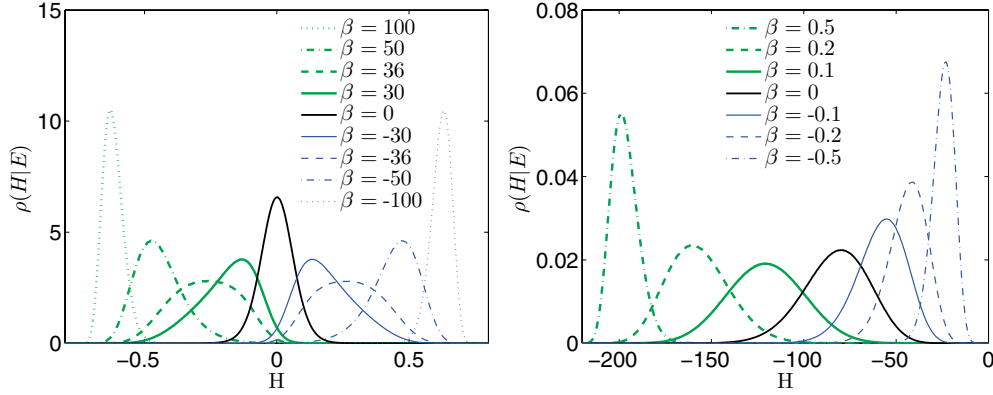 15
10
5
0
ρ(H|E)
−0.5
0
0.5
H
β = 100
β = 50
β = 36
β = 30
β = 0
β = -30
β = -36
β = -50
β = -100
0.08
0.06
0.04
0.02
0
ρ(H|E)
−200
−150
−100
−50
0
H
β = 0.5
β = 0.2
β = 0.1
β = 0
β = -0.1
β = -0.2
β = -0.5